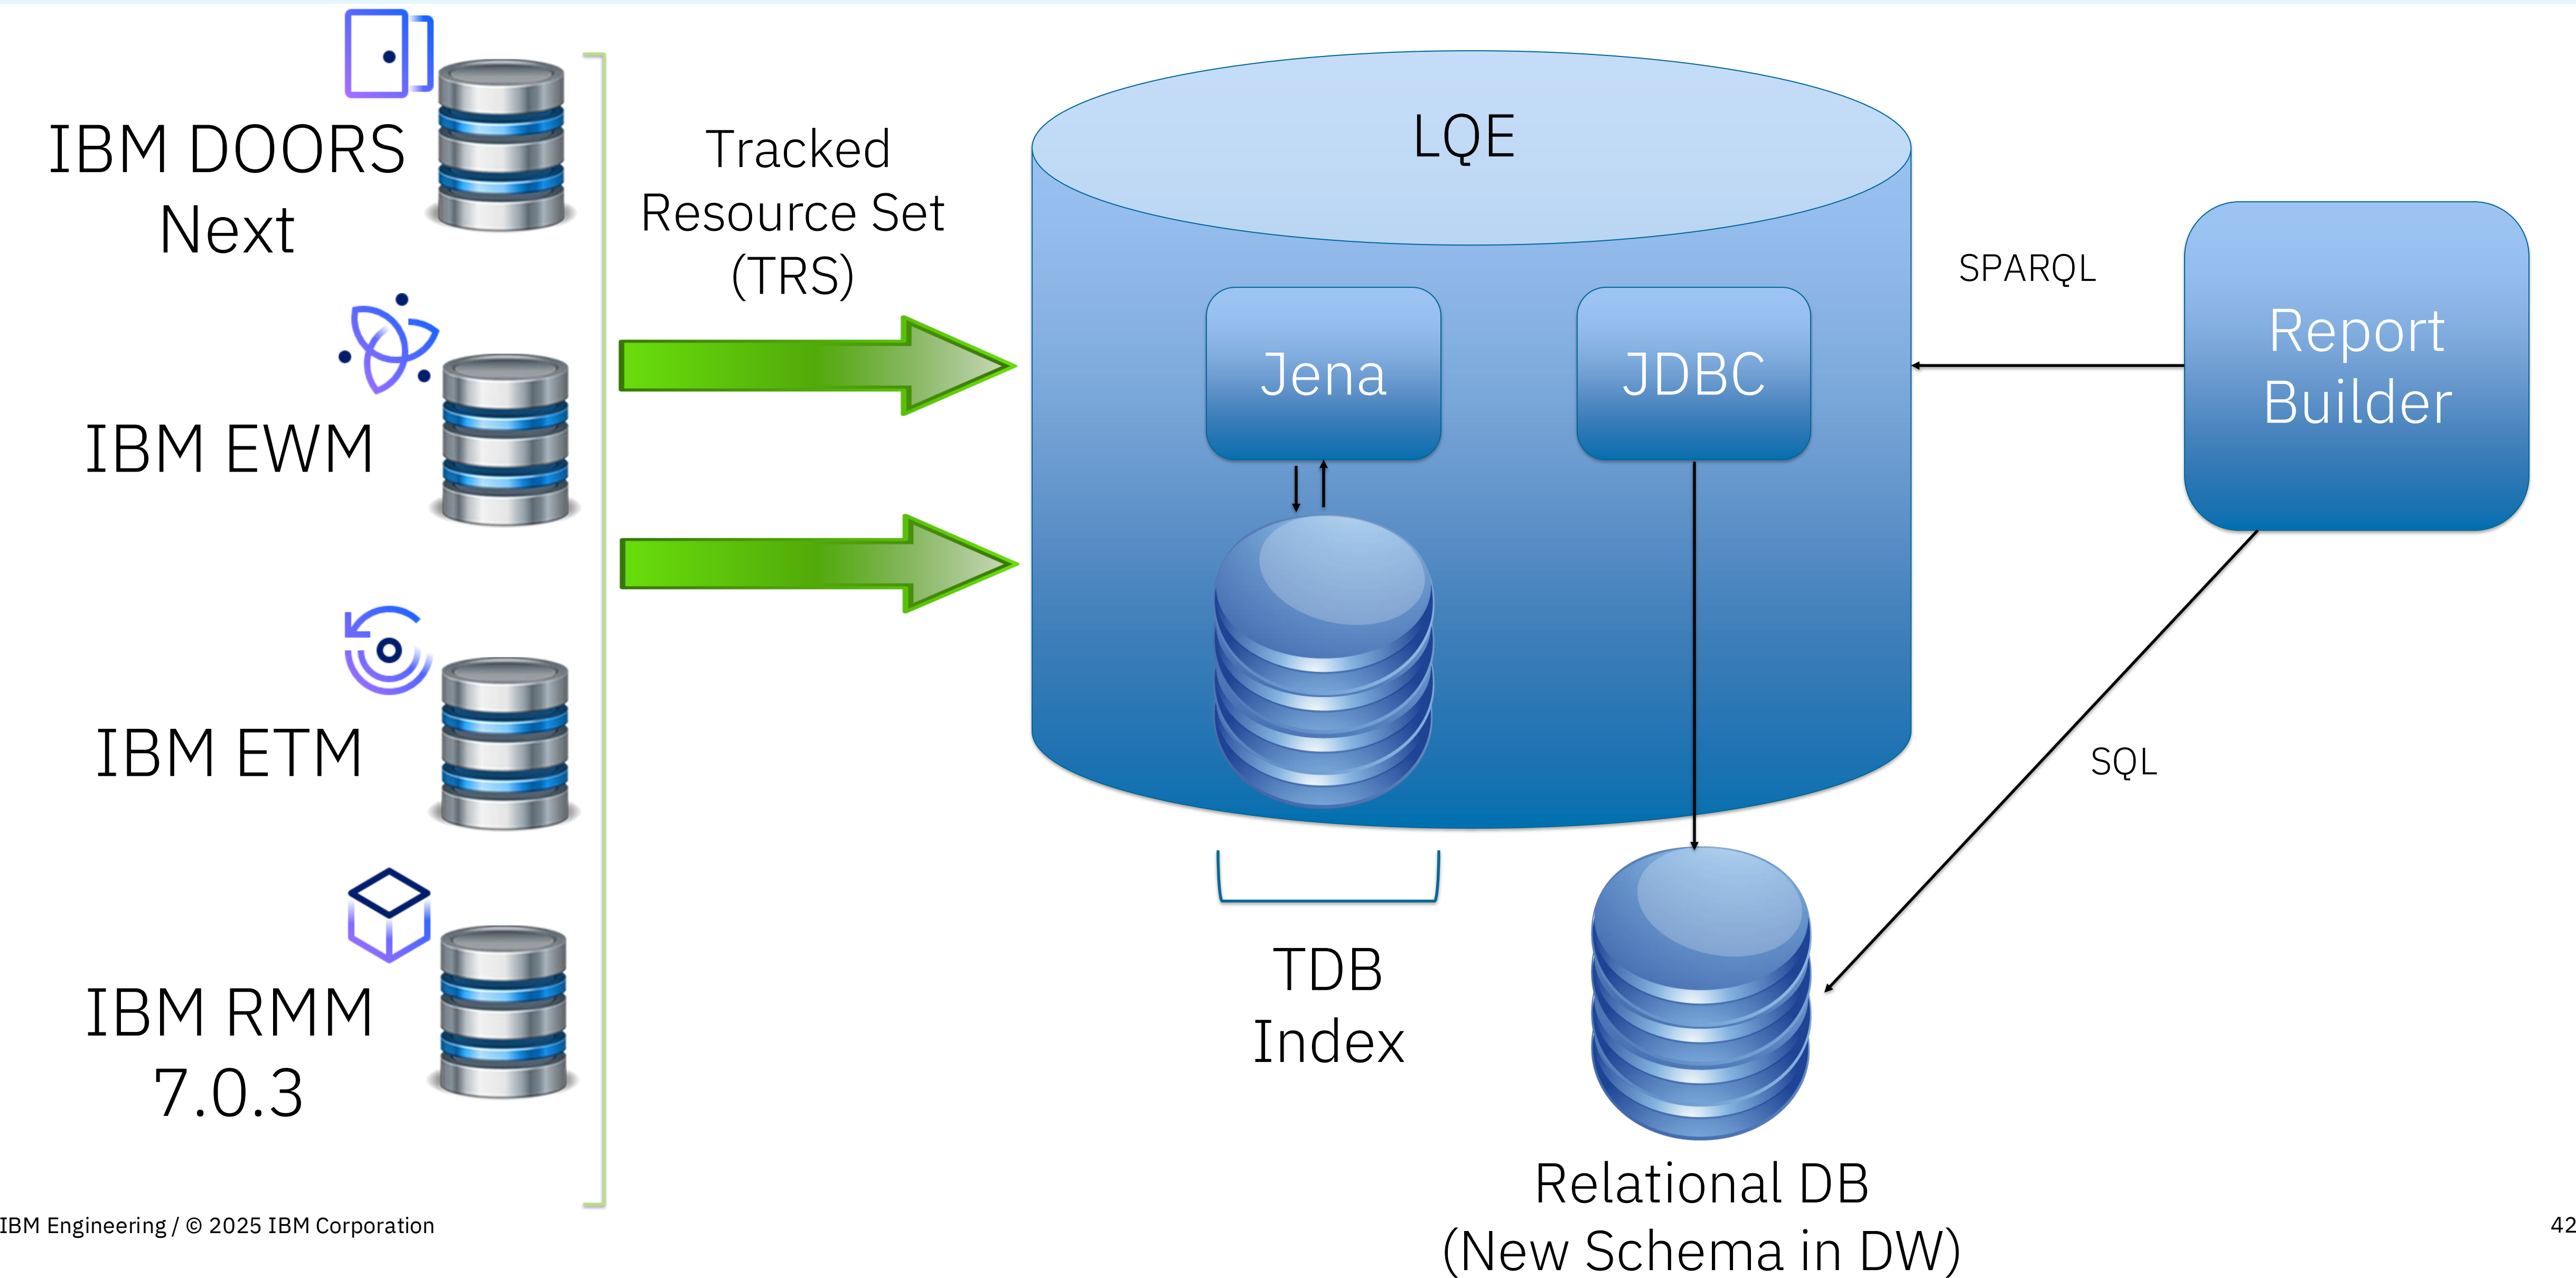 IBM DOORS
Next
IBM EWM
IBM ETM
IBM RMM
7.0.3
Tracked
Resource Set
(TRS)
LQE
Jena
JDBC
TDB
Index
Relational DB
(New Schema in DW)
SPARQL
Report
Builder
SQL
IBM Engineering / © 2025 IBM Corporation
42